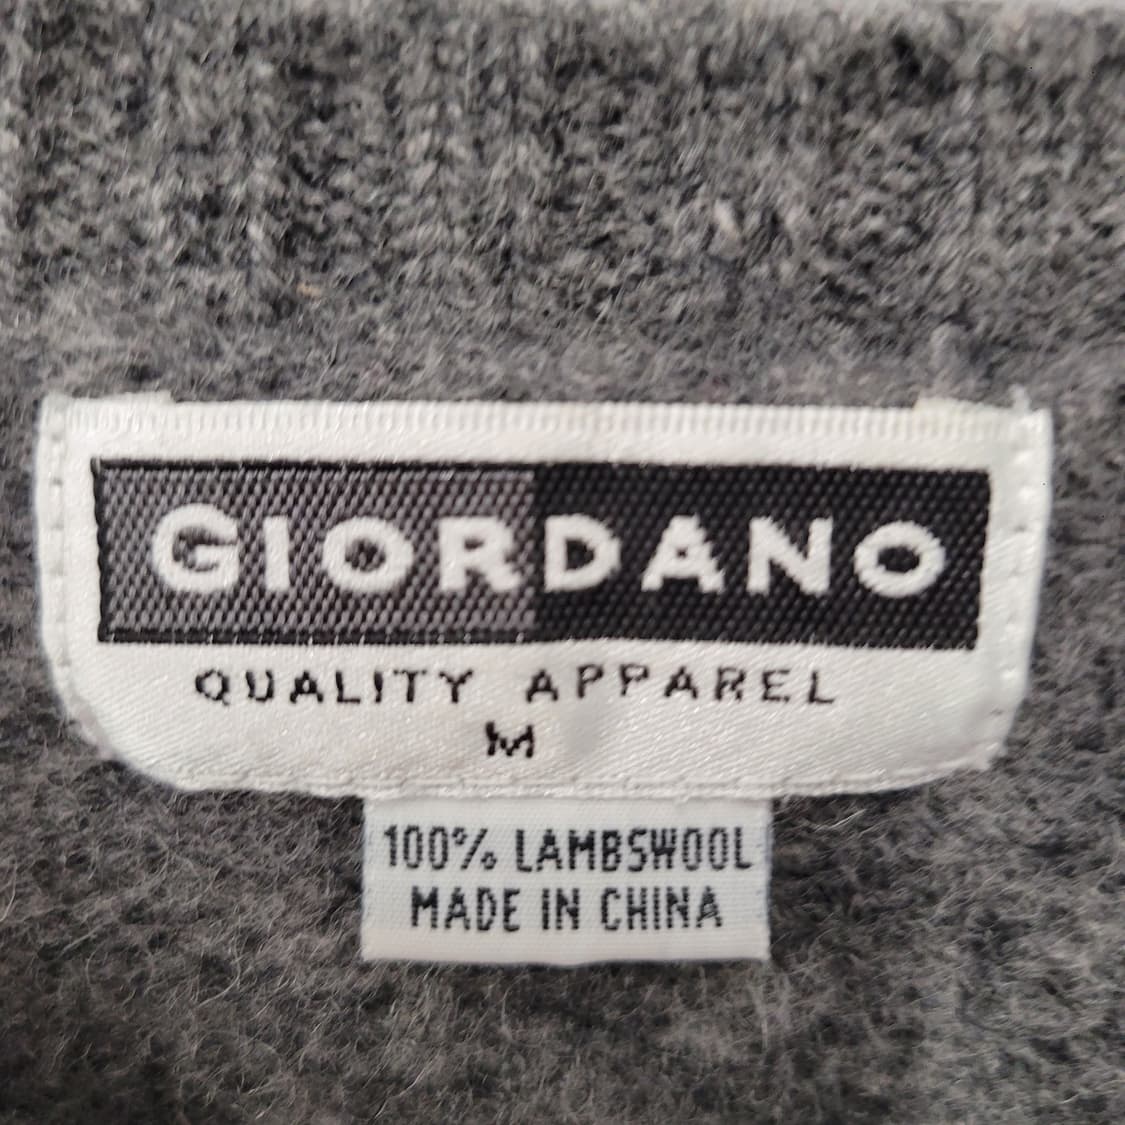 GIORDANO
QUALITY APPAREL
M
100% LAMBSWOOL
MADE IN CHINA